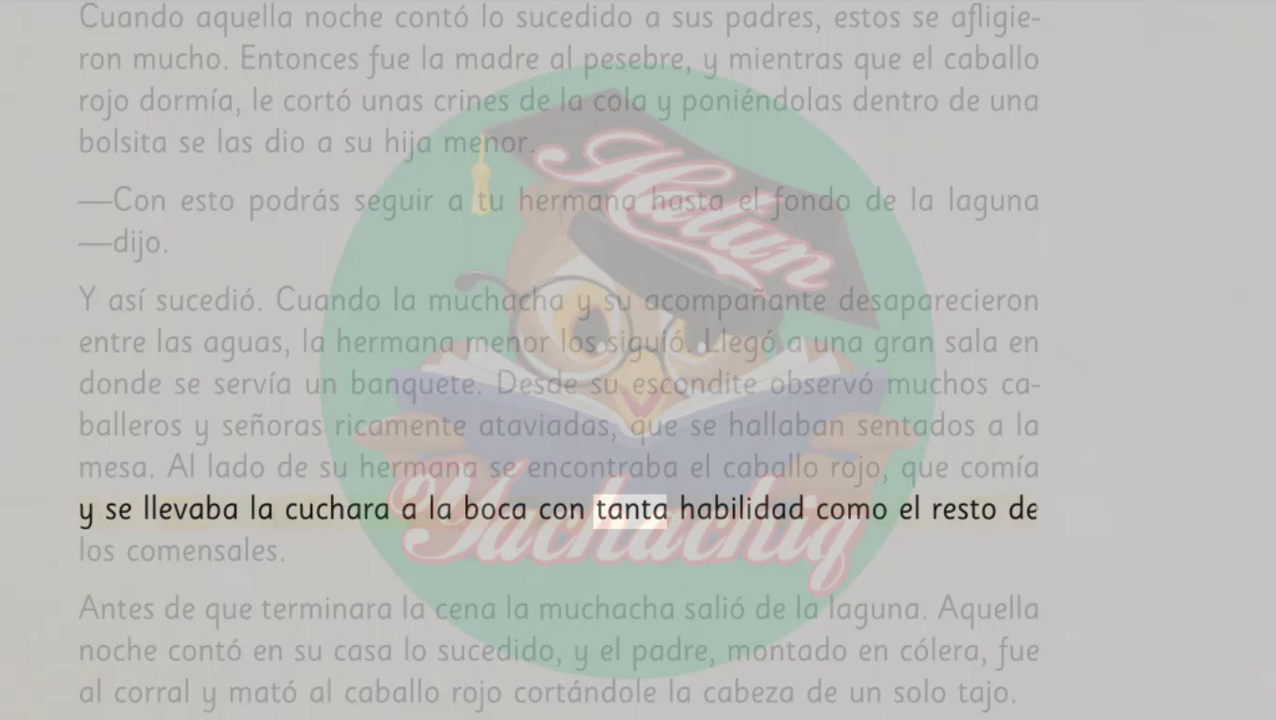 Cuando aquella noche contó lo sucedido a sus padres, estos se afligie-
ron mucho. Entonces fue la madre al pesebre, y mientras que el caballo
rojo dormía, le cortó unas crines de la cola y poniéndolas dentro de una
bolsita se las dio a su hija menor.
—Con esto podrás seguir a tu hermana hasta el fondo de la laguna
—dijo.
Y así sucedió. Cuando la muchacha y su acompañante desaparecieron
entre las aguas, la hermana menor los siguió. Llegó a una gran sala en
donde se servía un banquete. Desde su escondite observó muchos ca-
balleros y señoras ricamente ataviadas, que se hallaban sentados a la
mesa. Al lado de su hermana se encontraba el caballo rojo, que comía
y se llevaba la cuchara a la boca con tanta habilidad como el resto de
los comensales.
Antes de que terminara la cena la muchacha salió de la laguna. Aquella
noche contó en su casa lo sucedido, y el padre, montado en cólera, fue
al corral y mató al caballo rojo cortándole la cabeza de un solo tajo.
Hatun
Yachachiq